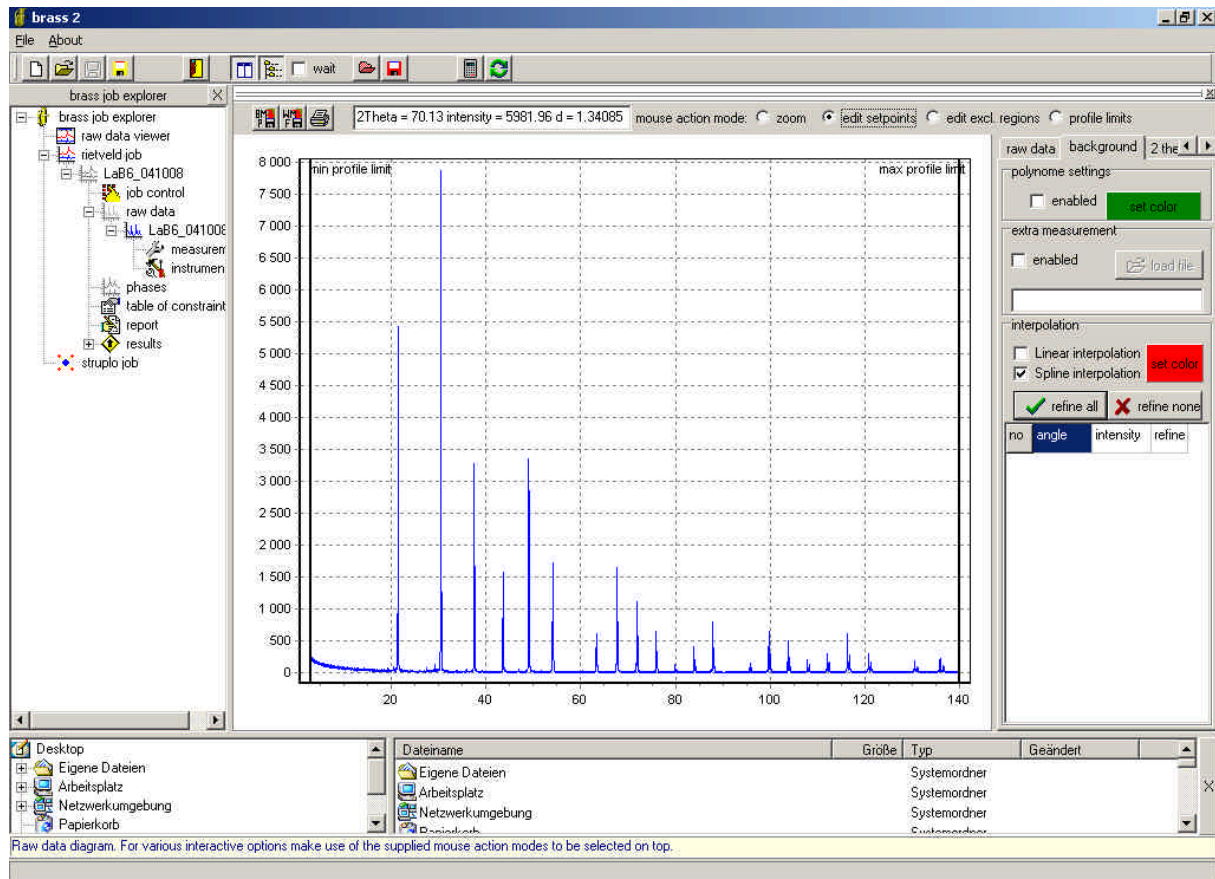 brass 2
File About
wait
brass job explorer
brass job explorer
raw data viewer
rietveld job
LaB6_041008
job control
raw data
LaB6_041008
measurem
instrumen
phases
table of constraint
report
results
struplo job
2Theta = 70.13 intensity = 5981.96 d = 1.34085 mouse action mode: zoom edit setpoints edit excl. regions profile limits
min profile limit max profile limit
8 000
7 500
7 000
6 500
6 000
5 500
5 000
4 500
4 000
3 500
3 000
2 500
2 000
1 500
1 000
500
0
20 40 60 80 100 120 140
raw data background 2 the
polynome settings
enabled set color
extra measurement
enabled load file
interpolation
Linear interpolation
Spline interpolation
set color
refine all refine none
no angle intensity refine
Desktop
Eigene Dateien
Arbeitsplatz
Netzwerkumgebung
Papierkorb
Dateiname Größe Typ Geändert
Eigene Dateien Systemordner
Arbeitsplatz Systemordner
Netzwerkumgebung Systemordner
Papierkorb Systemordner
Raw data diagram. For various interactive options make use of the supplied mouse action modes to be selected on top.